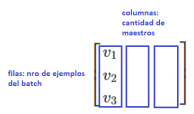 columnas:
cantidad de
maestros
filas: nro de ejemplos
del batch
v₁
v₂
v₃